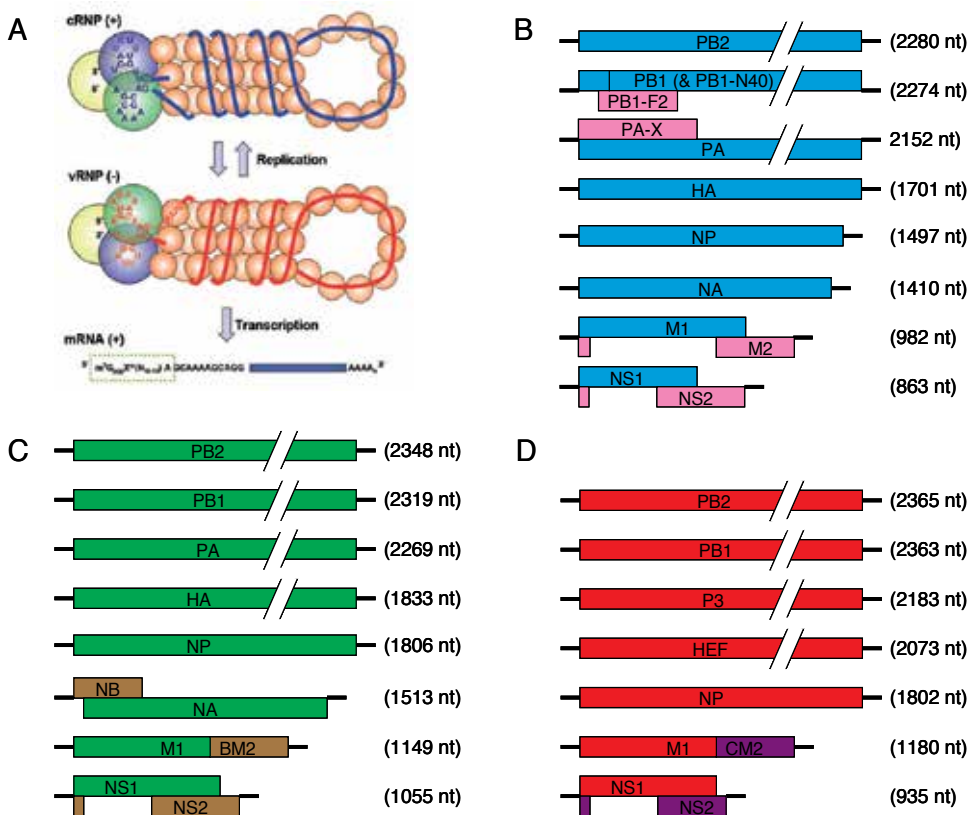 A
cRNP (+)
Replication
vRNP (-)
Transcription
mRNA (+)
GCAAAAGCAGG
B
PB2
(2280 nt)
PB1 (& PB1-N40)
(2274 nt)
PB1-F2
PA-X
2152 nt)
PA
HA
(1701 nt)
NP
(1497 nt)
NA
(1410 nt)
M1
(982 nt)
M2
NS1
(863 nt)
NS2
C
PB2
(2348 nt)
PB1
(2319 nt)
PA
(2269 nt)
HA
(1833 nt)
NP
(1806 nt)
NB
(1513 nt)
NA
M1
BM2
(1149 nt)
NS1
(1055 nt)
NS2
D
PB2
(2365 nt)
PB1
(2363 nt)
P3
(2183 nt)
HEF
(2073 nt)
NP
(1802 nt)
M1
CM2
(1180 nt)
NS1
(935 nt)
NS2